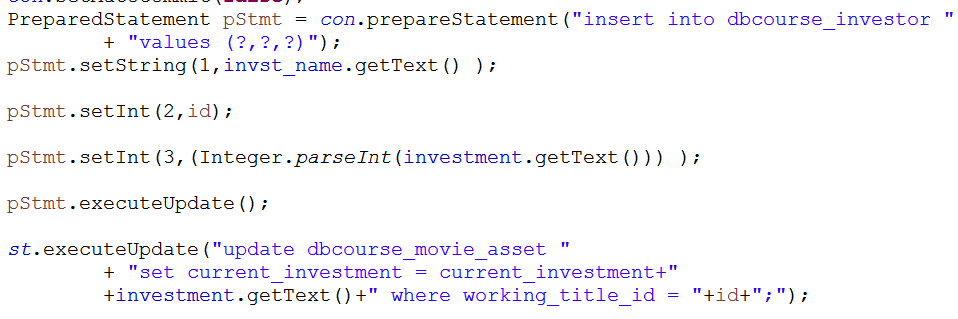 PreparedStatement pStmt = con.prepareStatement("insert into dbcourse_investor "
+ "values (?,?,?)");
pStmt.setString(1,invst_name.getText() );
pStmt.setInt(2,id);
pStmt.setInt(3,(Integer.parseInt(investment.getText())) );
pStmt.executeUpdate();
st.executeUpdate("update dbcourse_movie_asset "
+ "set current_investment = current_investment+"
+investment.getText()+" where working_title_id = "+id+";");